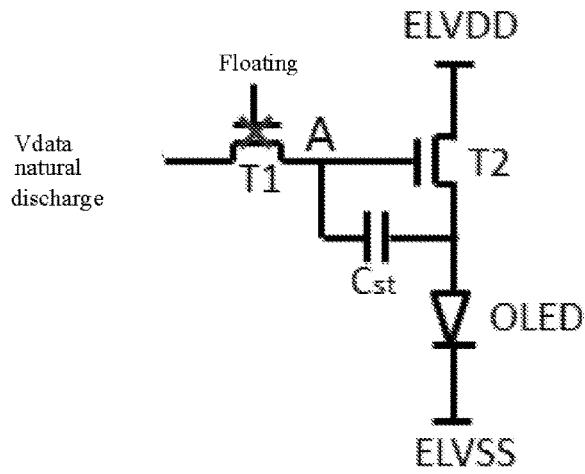 ELVDD
Floating
Vdata
natural
discharge
A
T1
T2
Cst
OLED
ELVSS